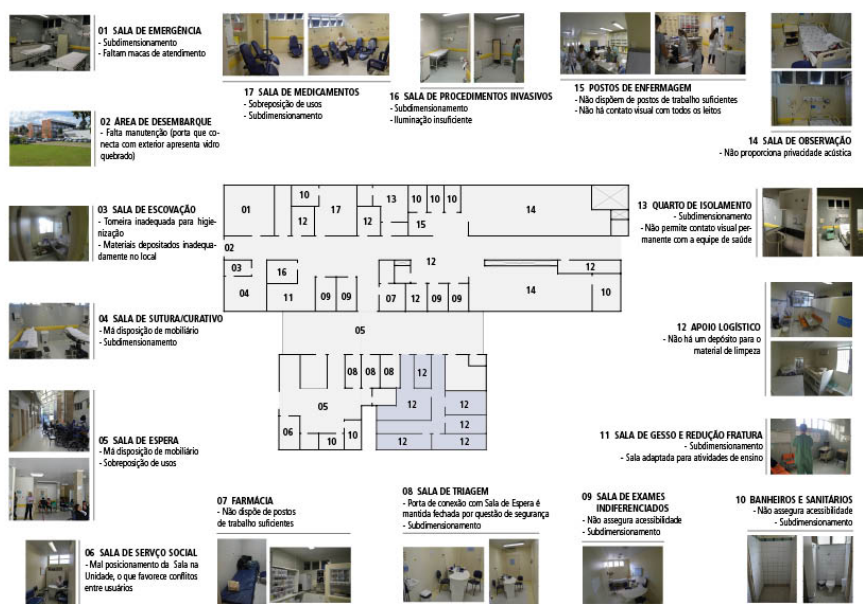 01 SALA DE EMERGÊNCIA
- Subdimensionamento
- Faltam macas de atendimento
17 SALA DE MEDICAMENTOS
- Sobreposição de usos
- Subdimensionamento
16 SALA DE PROCEDIMENTOS INVASIVOS
- Subdimensionamento
- Iluminação insuficiente
15 POSTOS DE ENFERMAGEM
- Não dispõem de postos de trabalho suficientes
- Não há contato visual com todos os leitos
14 SALA DE OBSERVAÇÃO
- Não proporciona privacidade acústica
02 ÁREA DE DESEMBARQUE
- Falta manutenção (porta que co-
necta com exterior apresenta vidro
quebrado)
03 SALA DE ESCOVAÇÃO
- Torneira inadequada para higie-
nização
- Materiais depositados inadequa-
damente no local
04 SALA DE SUTURA/CURATIVO
- Má disposição de mobiliário
- Subdimensionamento
05 SALA DE ESPERA
- Má disposição de mobiliário
- Sobreposição de usos
06 SALA DE SERVÇO SOCIAL
- Mal posicionamento da Sala na
Unidade, o que favorece conflitos
entre usuários
01 10 17 13 10 10 10 14
12 12 15
02 12
03 16 12
04 11 09 09 07 12 09 09 14 10
05
08 08 08 12
05 12 12
06 10 10 12
12 12 12
13 QUARTO DE ISOLAMENTO
- Subdimensionamento
- Não permite contato visual per-
manente com a equipe de saúde
12 APOIO LOGÍSTICO
- Não há um depósito para o
material de limpeza
11 SALA DE GESSO E REDUÇÃO FRATURA
- Subdimensionamento
- Sala adaptada para atividades de ensino
07 FARMÁCIA
- Não dispõe de postos
de trabalho suficientes
08 SALA DE TRIAGEM
- Porta de conexão com Sala de Espera é
mantida fechada por questão de segurança
- Subdimensionamento
09 SALA DE EXAMES
INDIFERENCIADOS
- Não assegura acessibilidade
- Subdimensionamento
10 BANHEIROS E SANITÁRIOS
- Não assegura acessibilidade
- Subdimensionamento